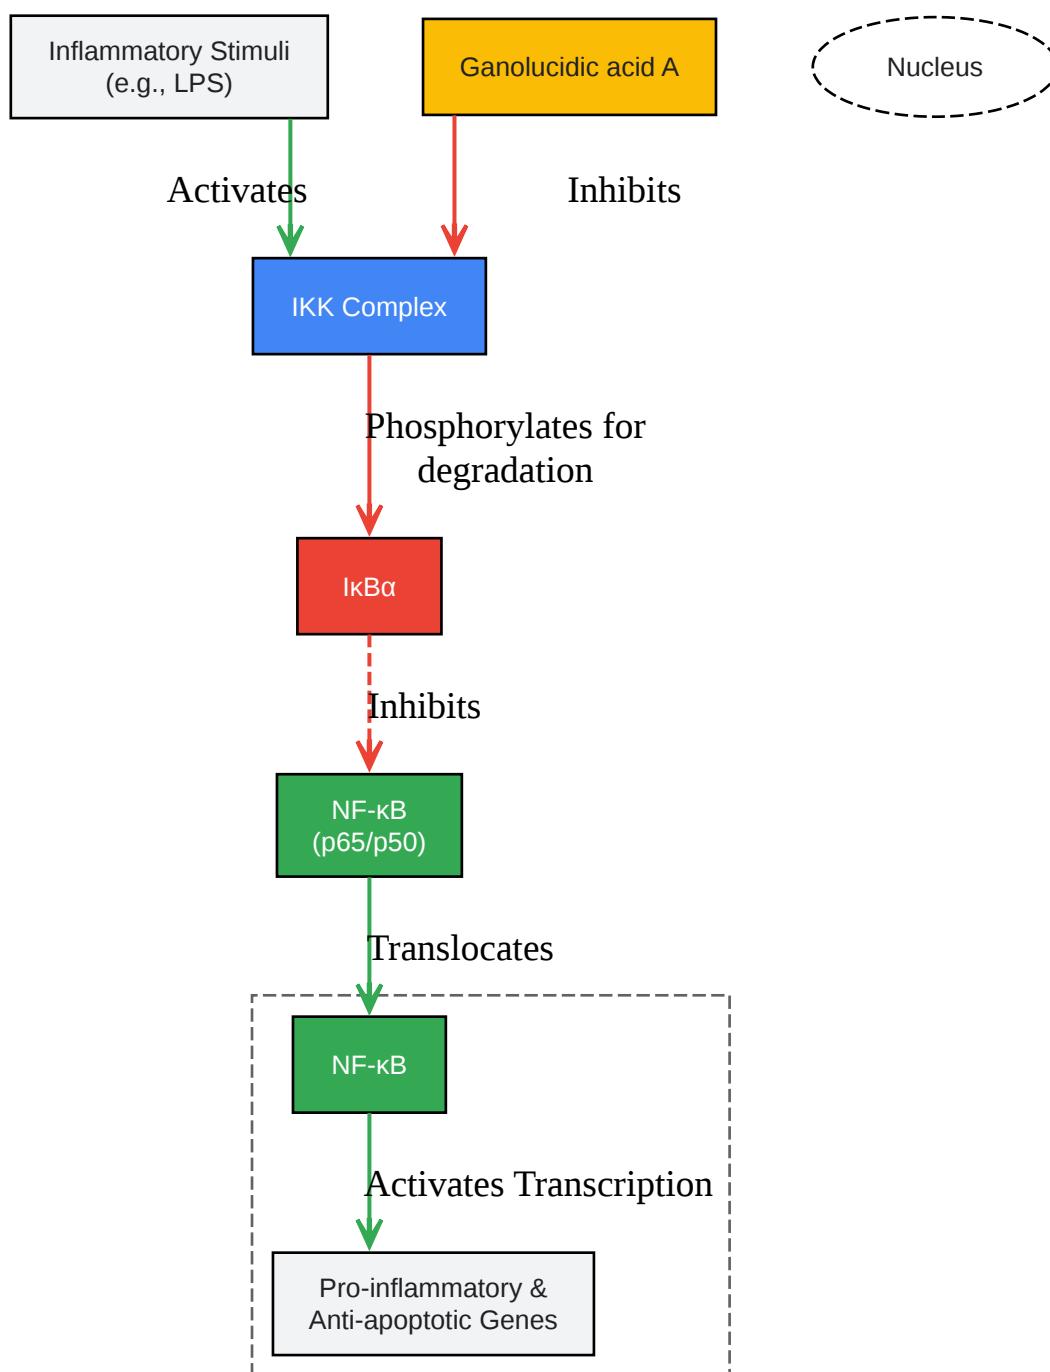 Inflammatory Stimuli
(e.g., LPS)
Ganolucidic acid A
Nucleus
Activates
Inhibits
IKK Complex
Phosphorylates for
degradation
IκBα
Inhibits
NF-κB
(p65/p50)
Translocates
NF-κB
Activates Transcription
Pro-inflammatory &
Anti-apoptotic Genes